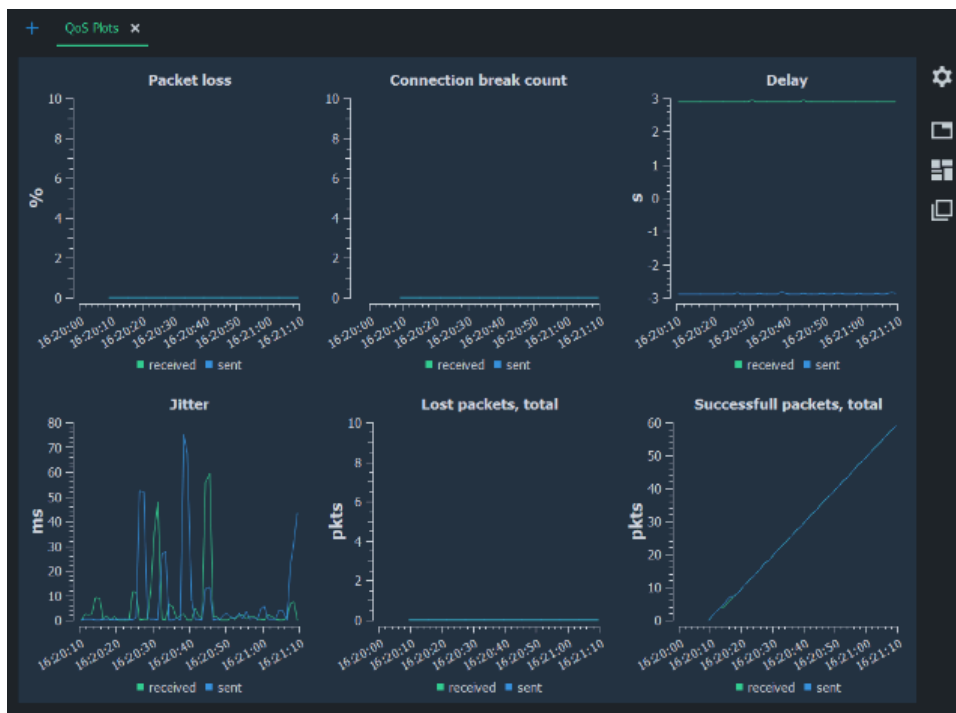 + QoS Plots ×
Packet loss
10
8
6
4
2
0
%
16:20:00 16:20:10 16:20:20 16:20:30 16:20:40 16:20:50 16:21:00 16:21:10
received sent
Connection break count
10
8
6
4
2
0
16:20:00 16:20:10 16:20:20 16:20:30 16:20:40 16:20:50 16:21:00 16:21:10
received sent
Delay
3
2
1
0
-1
-2
-3
s
16:20:10 16:20:20 16:20:30 16:20:40 16:20:50 16:21:00 16:21:10
received sent
Jitter
80
70
60
50
40
30
20
10
0
ms
16:20:10 16:20:20 16:20:30 16:20:40 16:20:50 16:21:00 16:21:10
received sent
Lost packets, total
10
8
6
4
2
0
pkts
16:20:00 16:20:10 16:20:20 16:20:30 16:20:40 16:20:50 16:21:00 16:21:10
received sent
Successfull packets, total
60
50
40
30
20
10
0
pkts
16:20:00 16:20:10 16:20:20 16:20:30 16:20:40 16:20:50 16:21:00 16:21:10
received sent